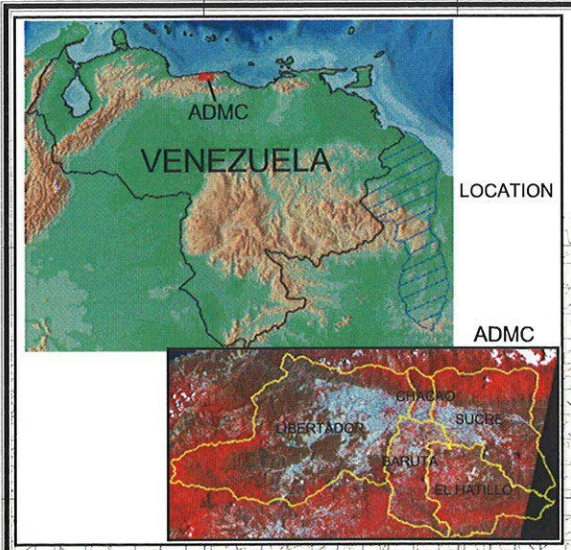 ADMC
VENEZUELA
LOCATION
ADMC
CHACAO
SUCRE
LIBERTADOR
BARUTA
EL HATILLO